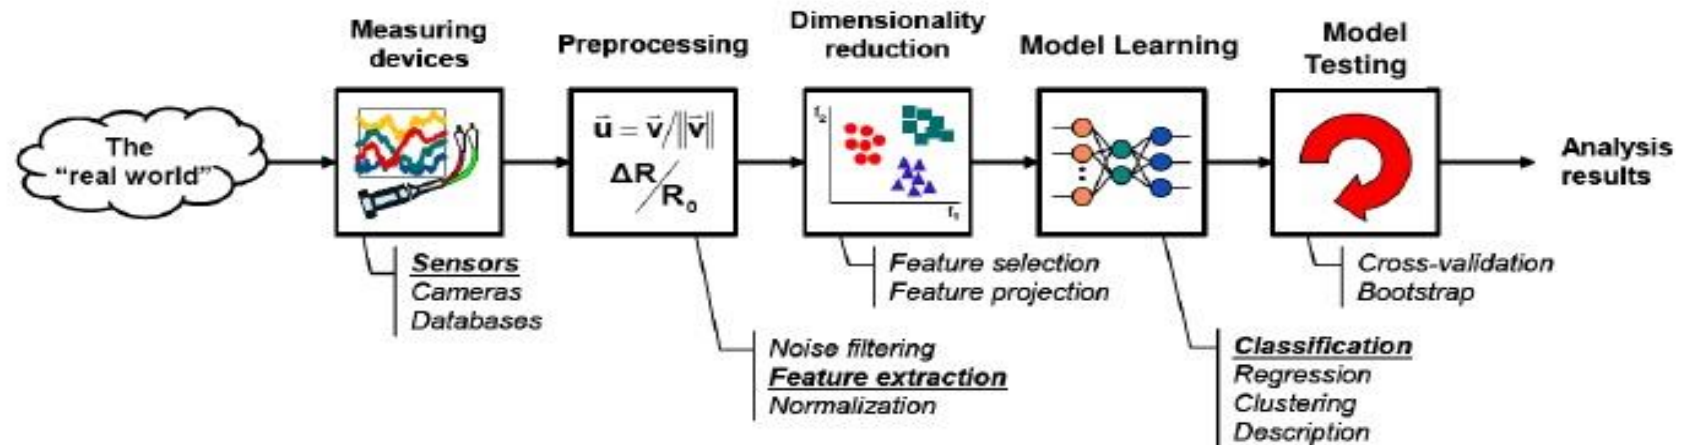 Measuring
devices
Preprocessing
Dimensionality
reduction
Model Learning
Model
Testing
The
“real world”
u⃗ = v⃗/||v⃗||
ΔR/R₀
f₂
f₁
Analysis
results
Sensors
Cameras
Databases
Noise filtering
Feature extraction
Normalization
Feature selection
Feature projection
Classification
Regression
Clustering
Description
Cross-validation
Bootstrap